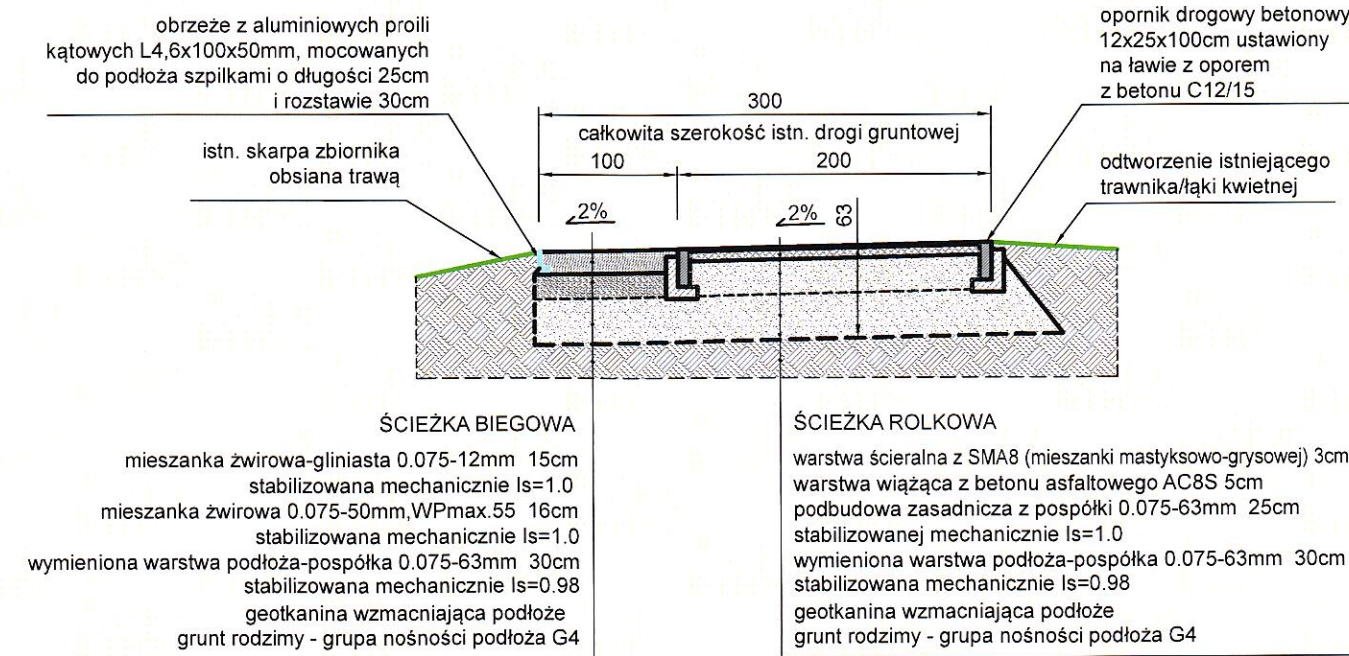 obrzeże z aluminiowych proili
kątowych L4,6x100x50mm, mocowanych
do podłoża szpilkami o długości 25cm
i rozstawie 30cm
istn. skarpa zbiornika
obsiana trawą
opornik drogowy betonowy
12x25x100cm ustawiony
na ławie z oporem
z betonu C12/15
odtworzenie istniejącego
trawnika/łąki kwietnej
300
całkowita szerokość istn. drogi gruntowej
100
200
2%
2%
63
ŚCIEŻKA BIEGOWA
mieszanka żwirowa-gliniasta 0.075-12mm 15cm
stabilizowana mechanicznie Is=1.0
mieszanka żwirowa 0.075-50mm,WPmax.55 16cm
stabilizowana mechanicznie Is=1.0
wymieniona warstwa podłoża-pospółka 0.075-63mm 30cm
stabilizowana mechanicznie Is=0.98
geotkanina wzmacniająca podłoże
grunt rodzimy - grupa nośności podłoża G4
ŚCIEŻKA ROLKOWA
warstwa ścieralna z SMA8 (mieszanki mastyksowo-grysowej) 3cm
warstwa wiążąca z betonu asfaltowego AC8S 5cm
podbudowa zasadnicza z pospółki 0.075-63mm 25cm
stabilizowanej mechanicznie Is=1.0
wymieniona warstwa podłoża-pospółka 0.075-63mm 30cm
stabilizowana mechanicznie Is=0.98
geotkanina wzmacniająca podłoże
grunt rodzimy - grupa nośności podłoża G4